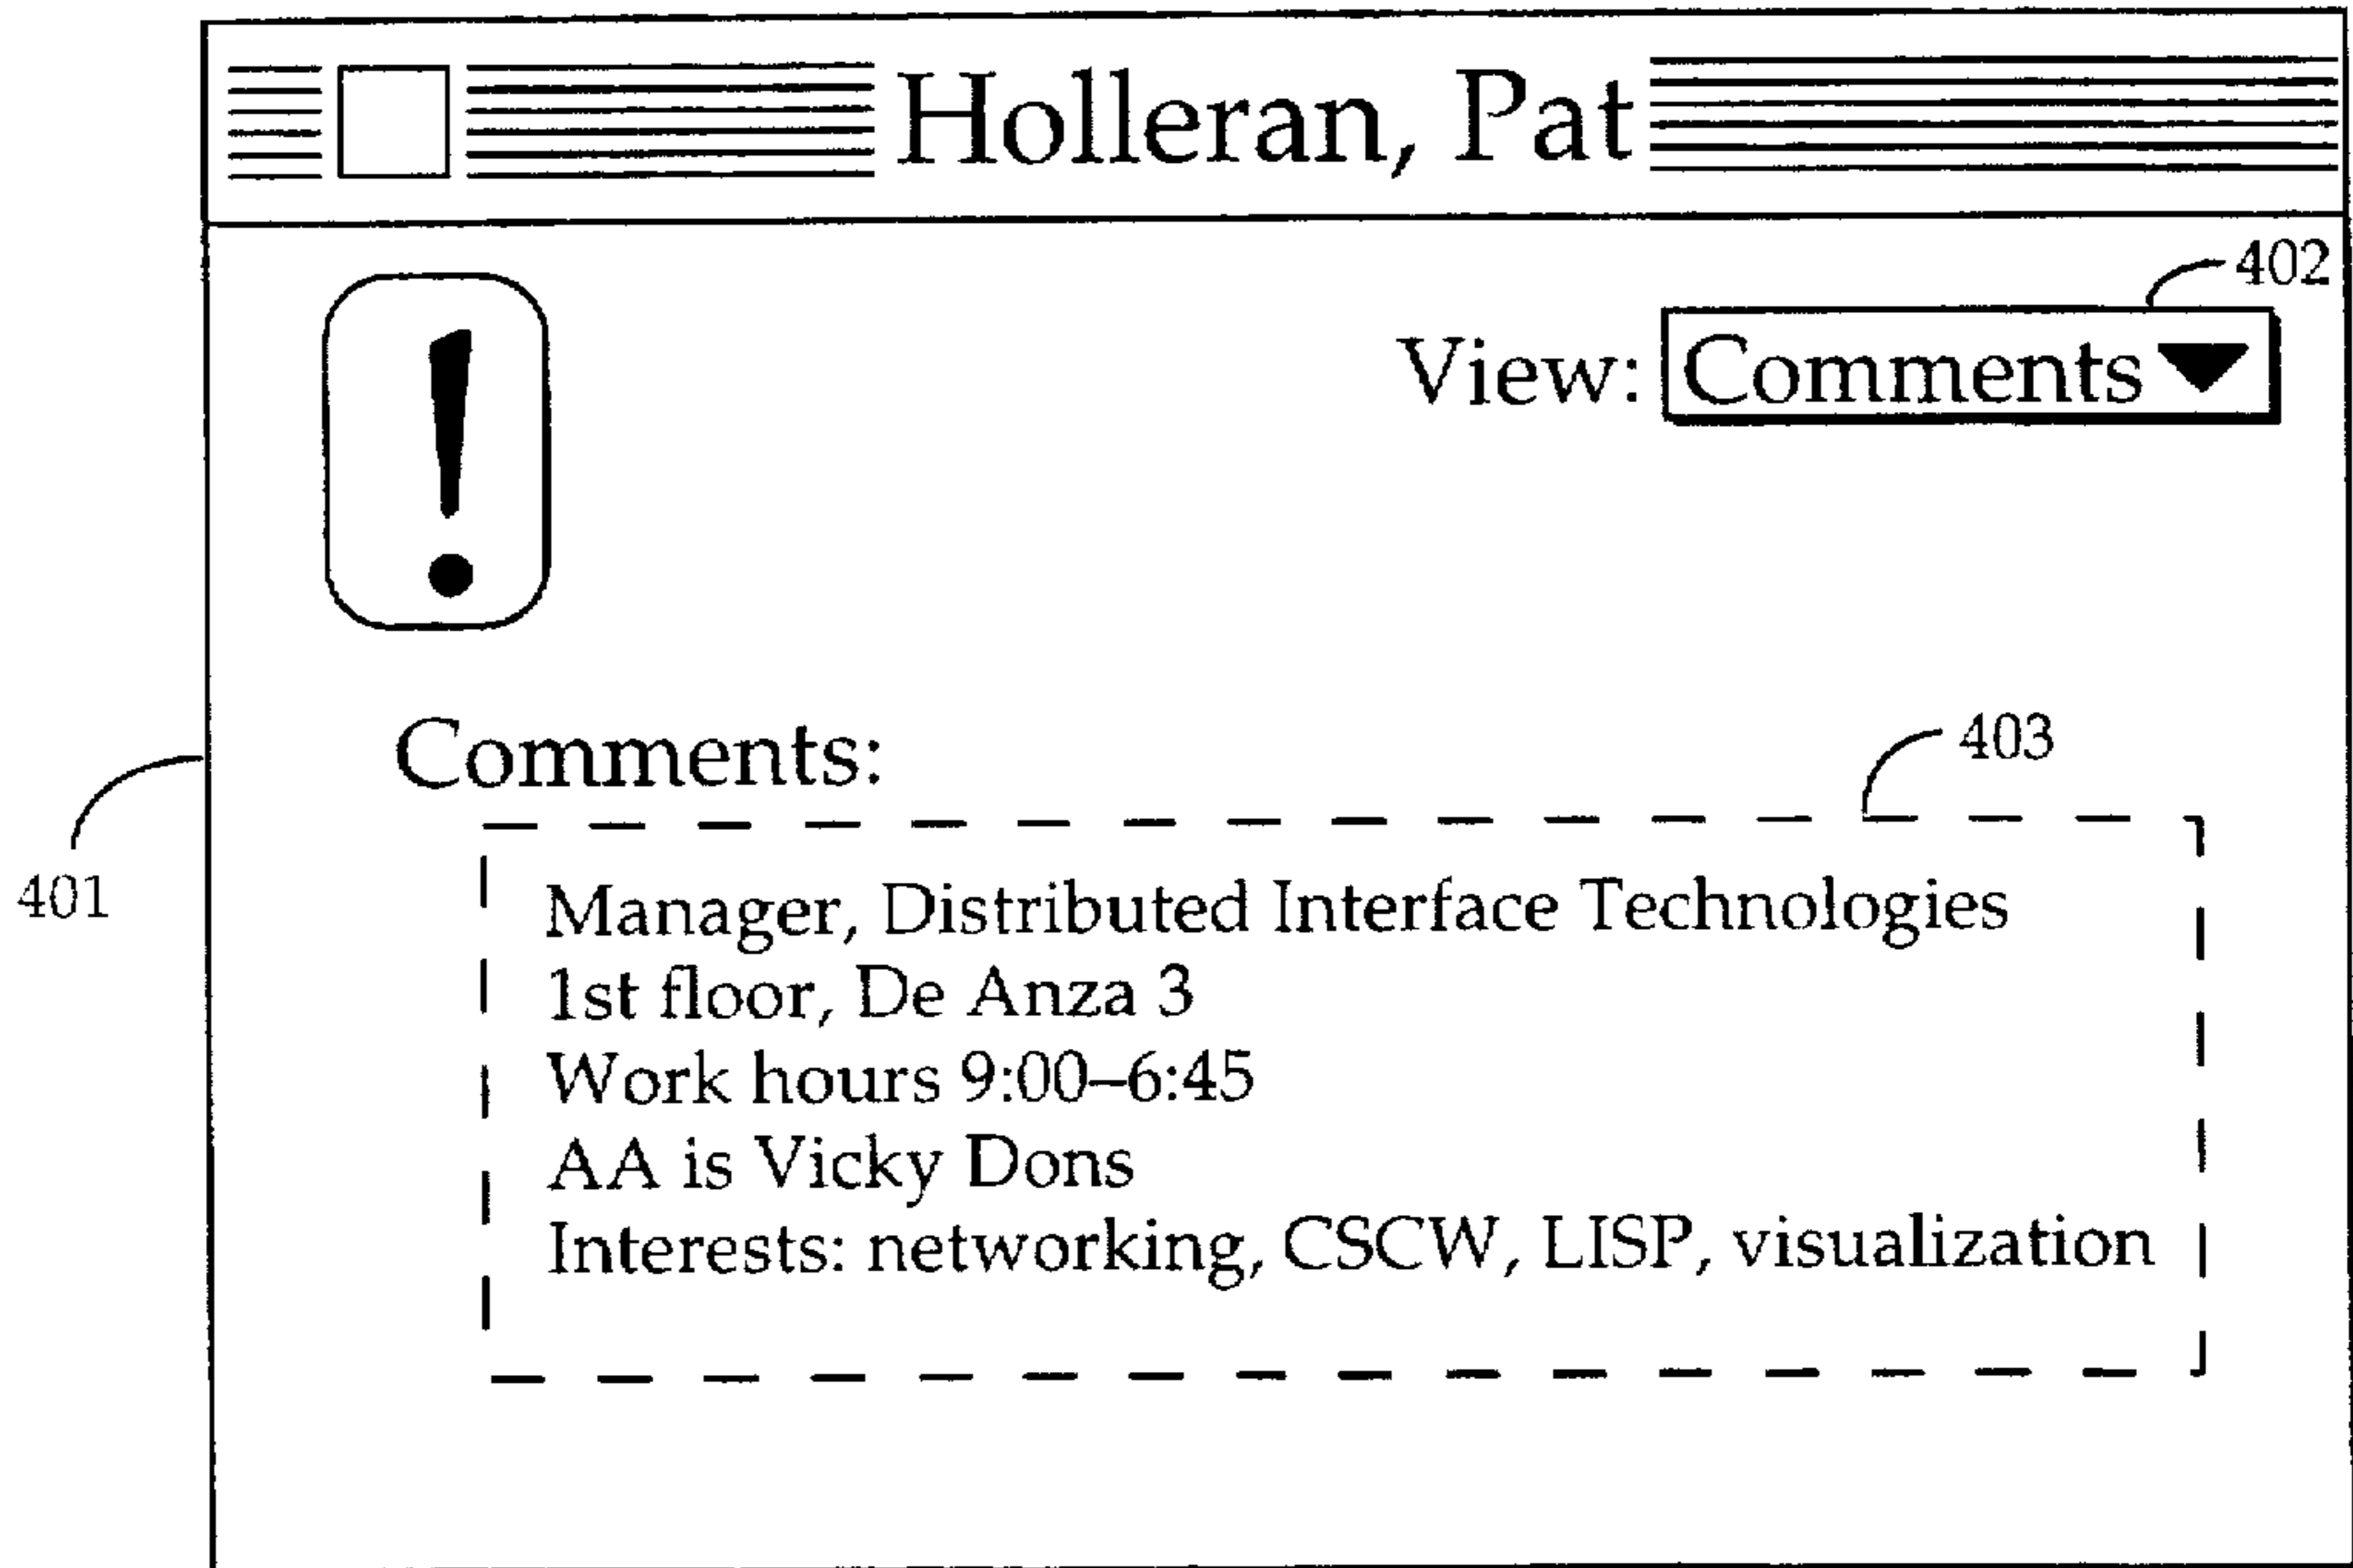 Holleran, Pat
402
View: Comments
Comments:
403
401
Manager, Distributed Interface Technologies
1st floor, De Anza 3
Work hours 9:00–6:45
AA is Vicky Dons
Interests: networking, CSCW, LISP, visualization